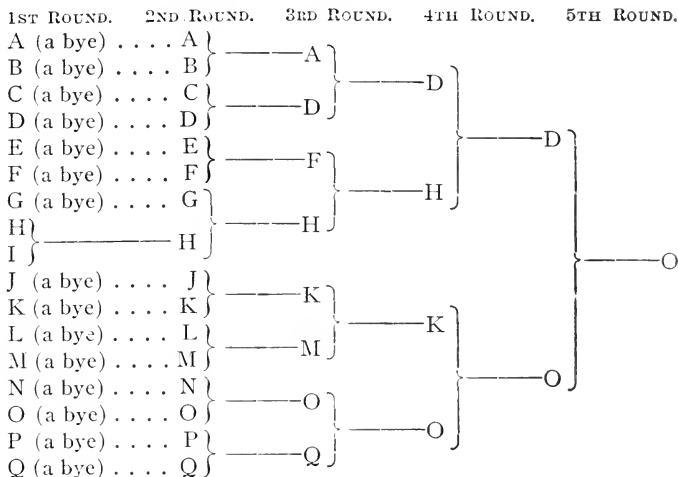 1ST ROUND. 2ND ROUND. 3RD ROUND. 4TH ROUND. 5TH ROUND.
A (a bye) . . . . A
A
B (a bye) . . . . B
D
C (a bye) . . . . C
D
D (a bye) . . . . D
D
E (a bye) . . . . E
F
F (a bye) . . . . F
H
G (a bye) . . . . G
H
H
H
I
O
J (a bye) . . . . J
K
K (a bye) . . . . K
K
L (a bye) . . . . L
M
M (a bye) . . . . M
O
N (a bye) . . . . N
O
O (a bye) . . . . O
O
P (a bye) . . . . P
Q
Q (a bye) . . . . Q